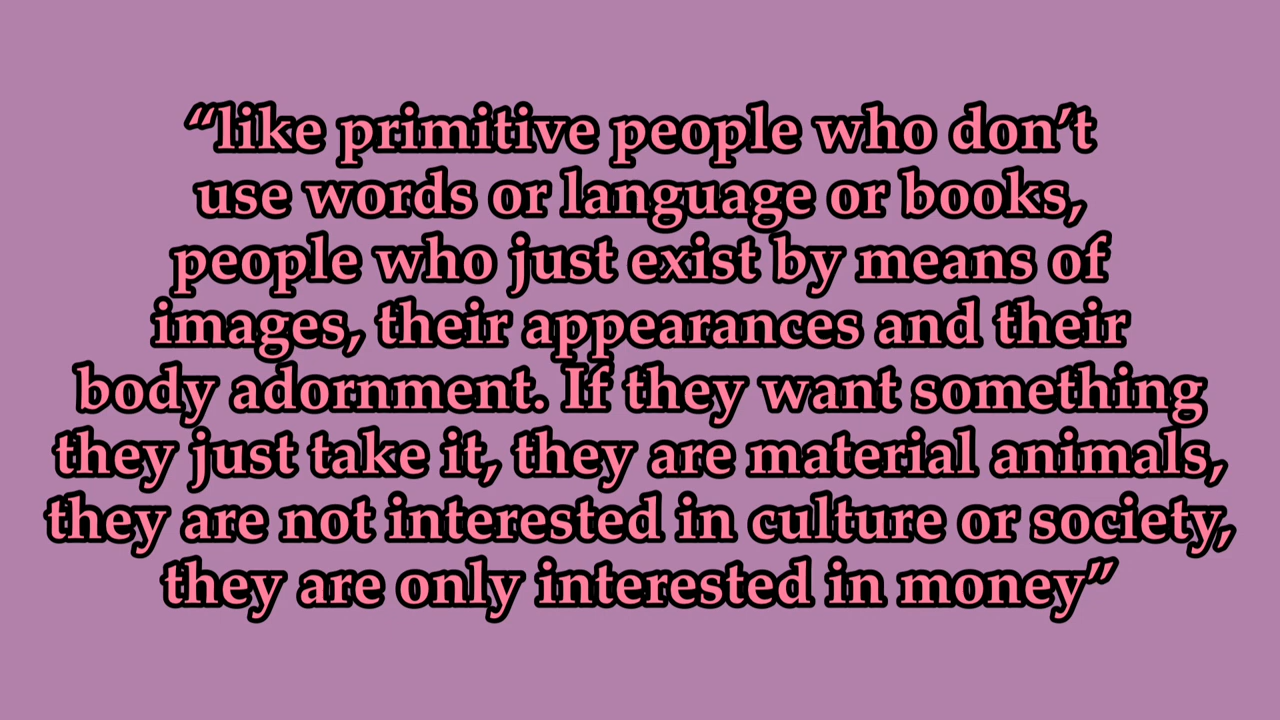 “like primitive people who don’t
use words or language or books,
people who just exist by means of
images, their appearances and their
body adornment. If they want something
they just take it, they are material animals,
they are not interested in culture or society,
they are only interested in money”